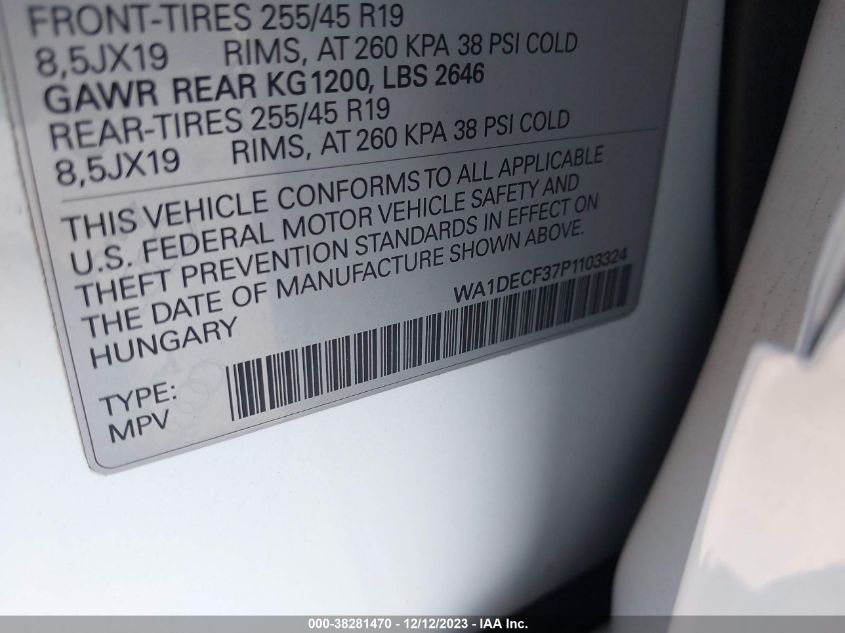 FRONT-TIRES 255/45 R19
8,5JX19 RIMS, AT 260 KPA 38 PSI COLD
GAWR REAR KG1200, LBS 2646
REAR-TIRES 255/45 R19
8,5JX19 RIMS, AT 260 KPA 38 PSI COLD
THIS VEHICLE CONFORMS TO ALL APPLICABLE
U.S. FEDERAL MOTOR VEHICLE SAFETY AND
THEFT PREVENTION STANDARDS IN EFFECT ON
THE DATE OF MANUFACTURE SHOWN ABOVE.
HUNGARY WA1DECF37P1103324
TYPE:
MPV
000-38281470 - 12/12/2023 - IAA Inc.